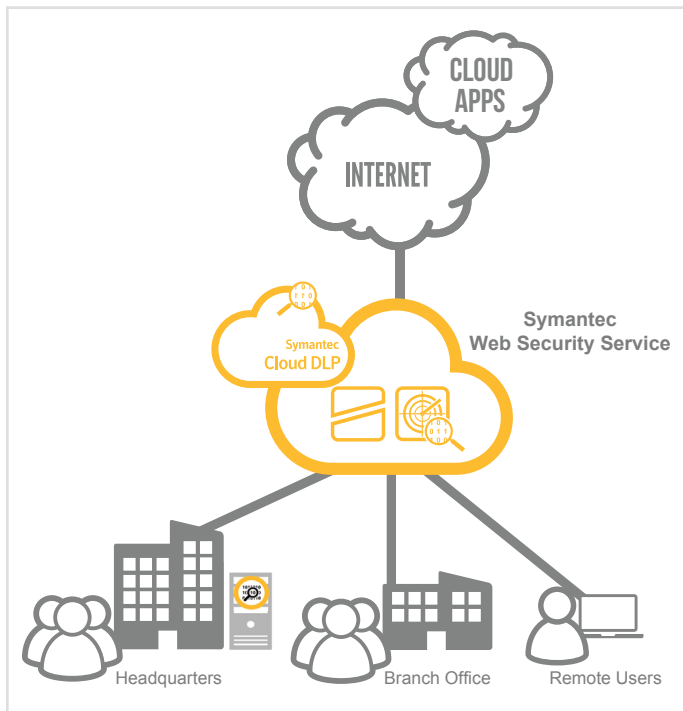 CLOUD
APPS
INTERNET
Symantec
Web Security Service
Symantec
Cloud DLP
Headquarters
Branch Office
Remote Users